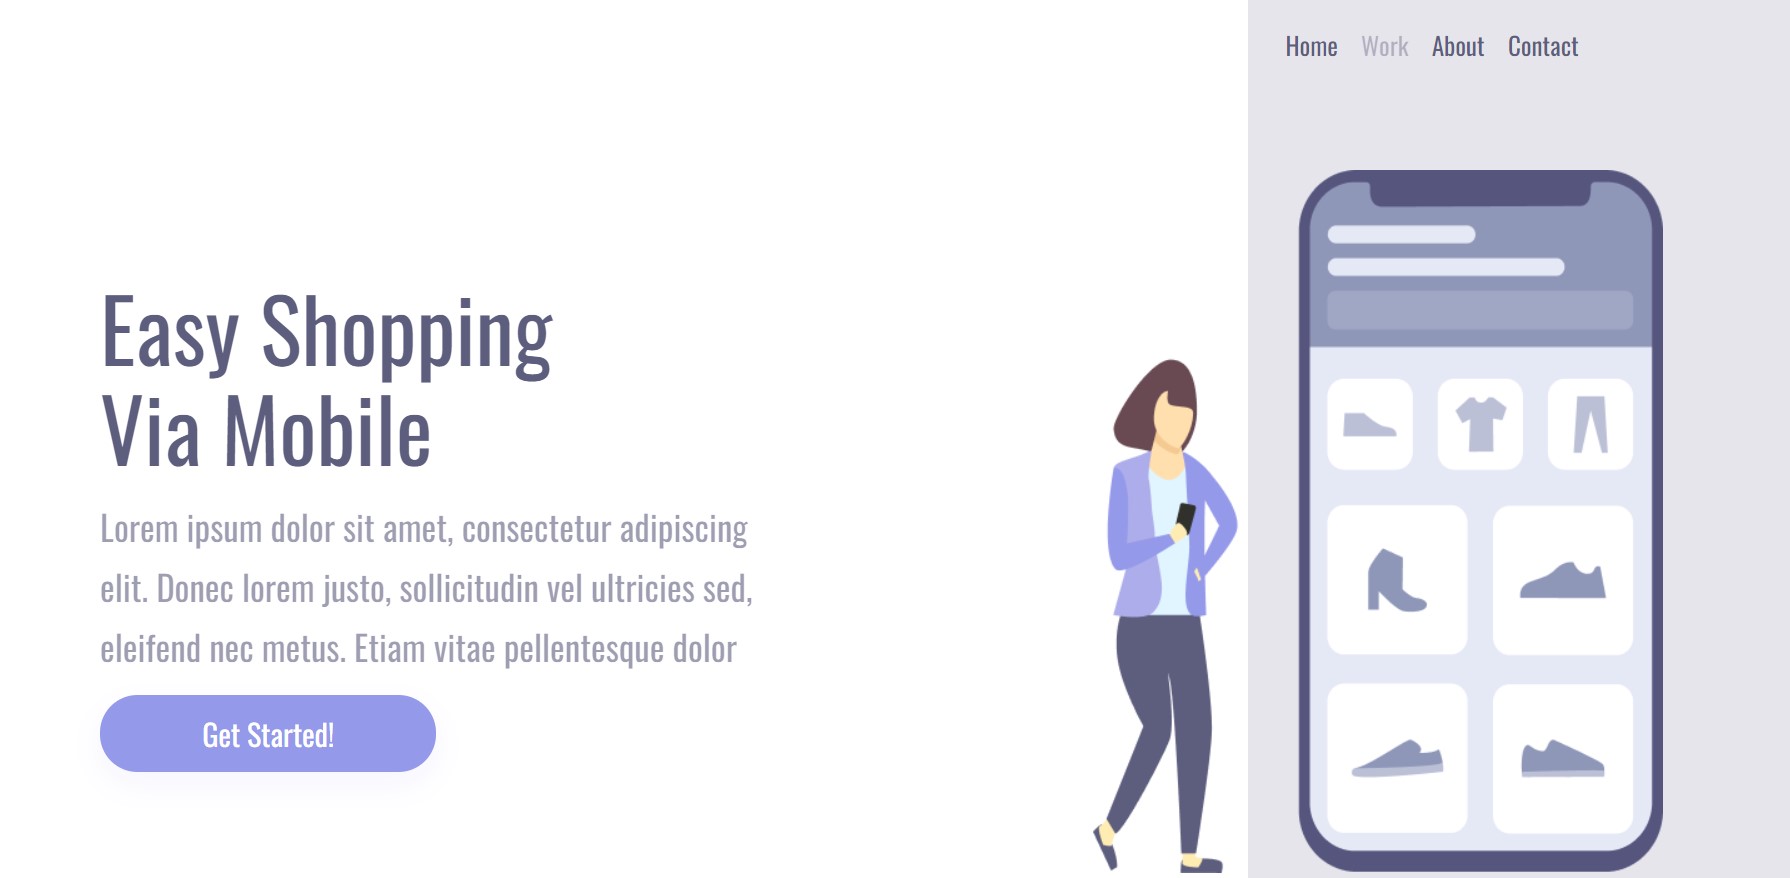 Home Work About Contact
Easy Shopping
Via Mobile
Lorem ipsum dolor sit amet, consectetur adipiscing
elit. Donec lorem justo, sollicitudin vel ultricies sed,
eleifend nec metus. Etiam vitae pellentesque dolor
Get Started!